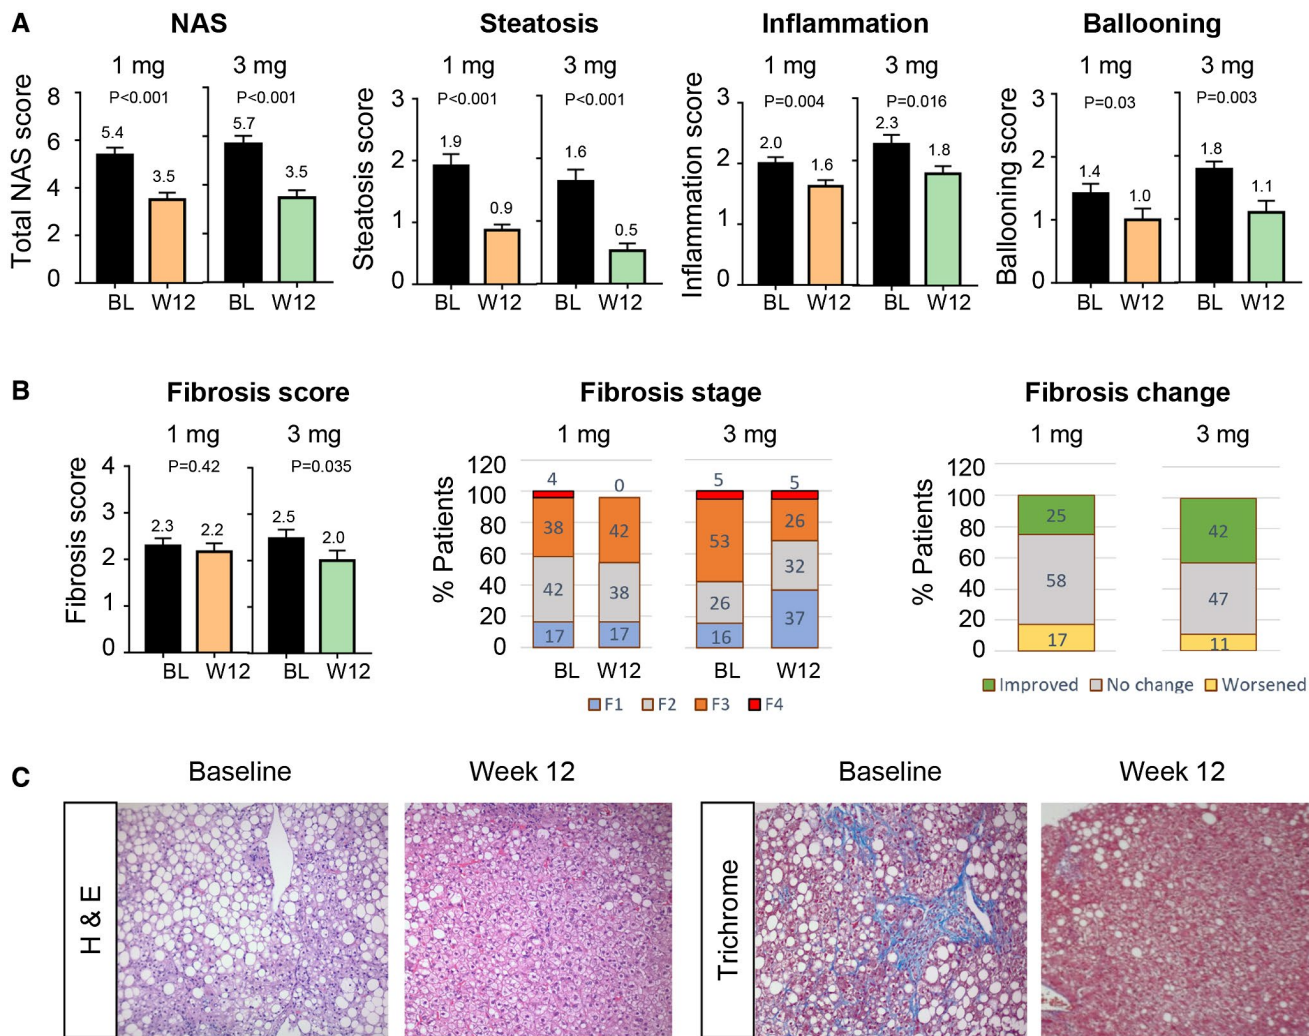 A
NAS
Steatosis
Inflammation
Ballooning
1 mg
3 mg
1 mg
3 mg
1 mg
3 mg
1 mg
3 mg
P<0.001
P<0.001
P<0.001
P<0.001
P=0.004
P=0.016
P=0.03
P=0.003
Total NAS score
8
6
4
2
0
5.4
3.5
5.7
3.5
BL
W12
BL
W12
Steatosis score
3
2
1
0
1.9
0.9
1.6
0.5
BL
W12
BL
W12
Inflammation score
3
2
1
0
2.0
1.6
2.3
1.8
BL
W12
BL
W12
Ballooning score
3
2
1
0
1.4
1.0
1.8
1.1
BL
W12
BL
W12
B
Fibrosis score
Fibrosis stage
Fibrosis change
1 mg
3 mg
1 mg
3 mg
1 mg
3 mg
P=0.42
P=0.035
Fibrosis score
4
3
2
1
0
2.3
2.2
2.5
2.0
BL
W12
BL
W12
% Patients
120
100
80
60
40
20
0
4
38
42
17
0
42
38
17
5
53
26
16
5
26
32
37
BL
W12
BL
W12
F1
F2
F3
F4
% Patients
120
100
80
60
40
20
0
25
58
17
42
47
11
Improved
No change
Worsened
C
Baseline
Week 12
Baseline
Week 12
H & E
Trichrome